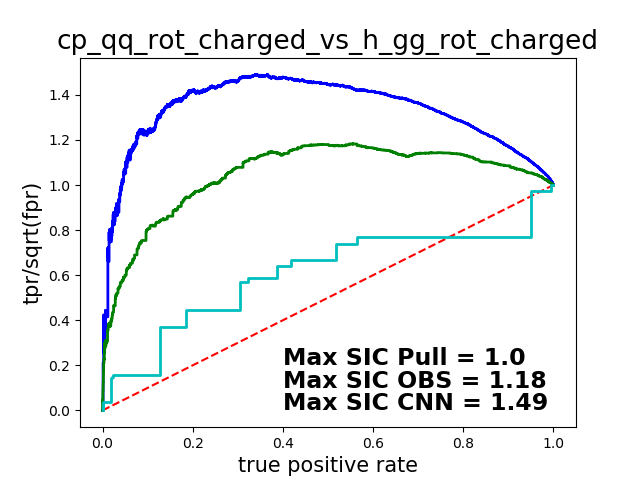 cp_qq_rot_charged_vs_h_gg_rot_charged
tpr/sqrt(fpr)
1.4
1.2
1.0
0.8
0.6
0.4
0.2
0.0
Max SIC Pull = 1.0
Max SIC OBS = 1.18
Max SIC CNN = 1.49
0.0 0.2 0.4 0.6 0.8 1.0
true positive rate